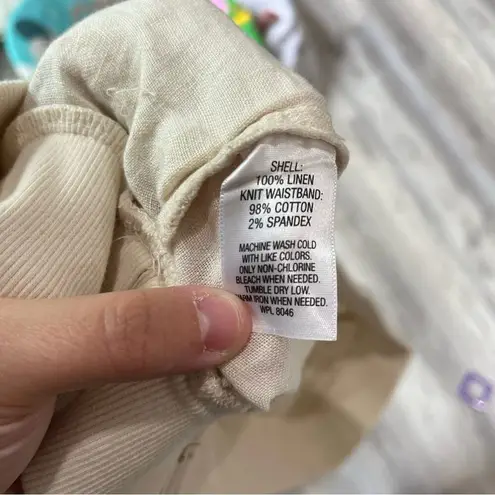 SHELL:
100% LINEN
KNIT WAISTBAND:
98% COTTON
2% SPANDEX
MACHINE WASH COLD
WITH LIKE COLORS.
ONLY NON-CHLORINE
BLEACH WHEN NEEDED.
TUMBLE DRY LOW.
ARM IRON WHEN NEEDED.
WPL 8046